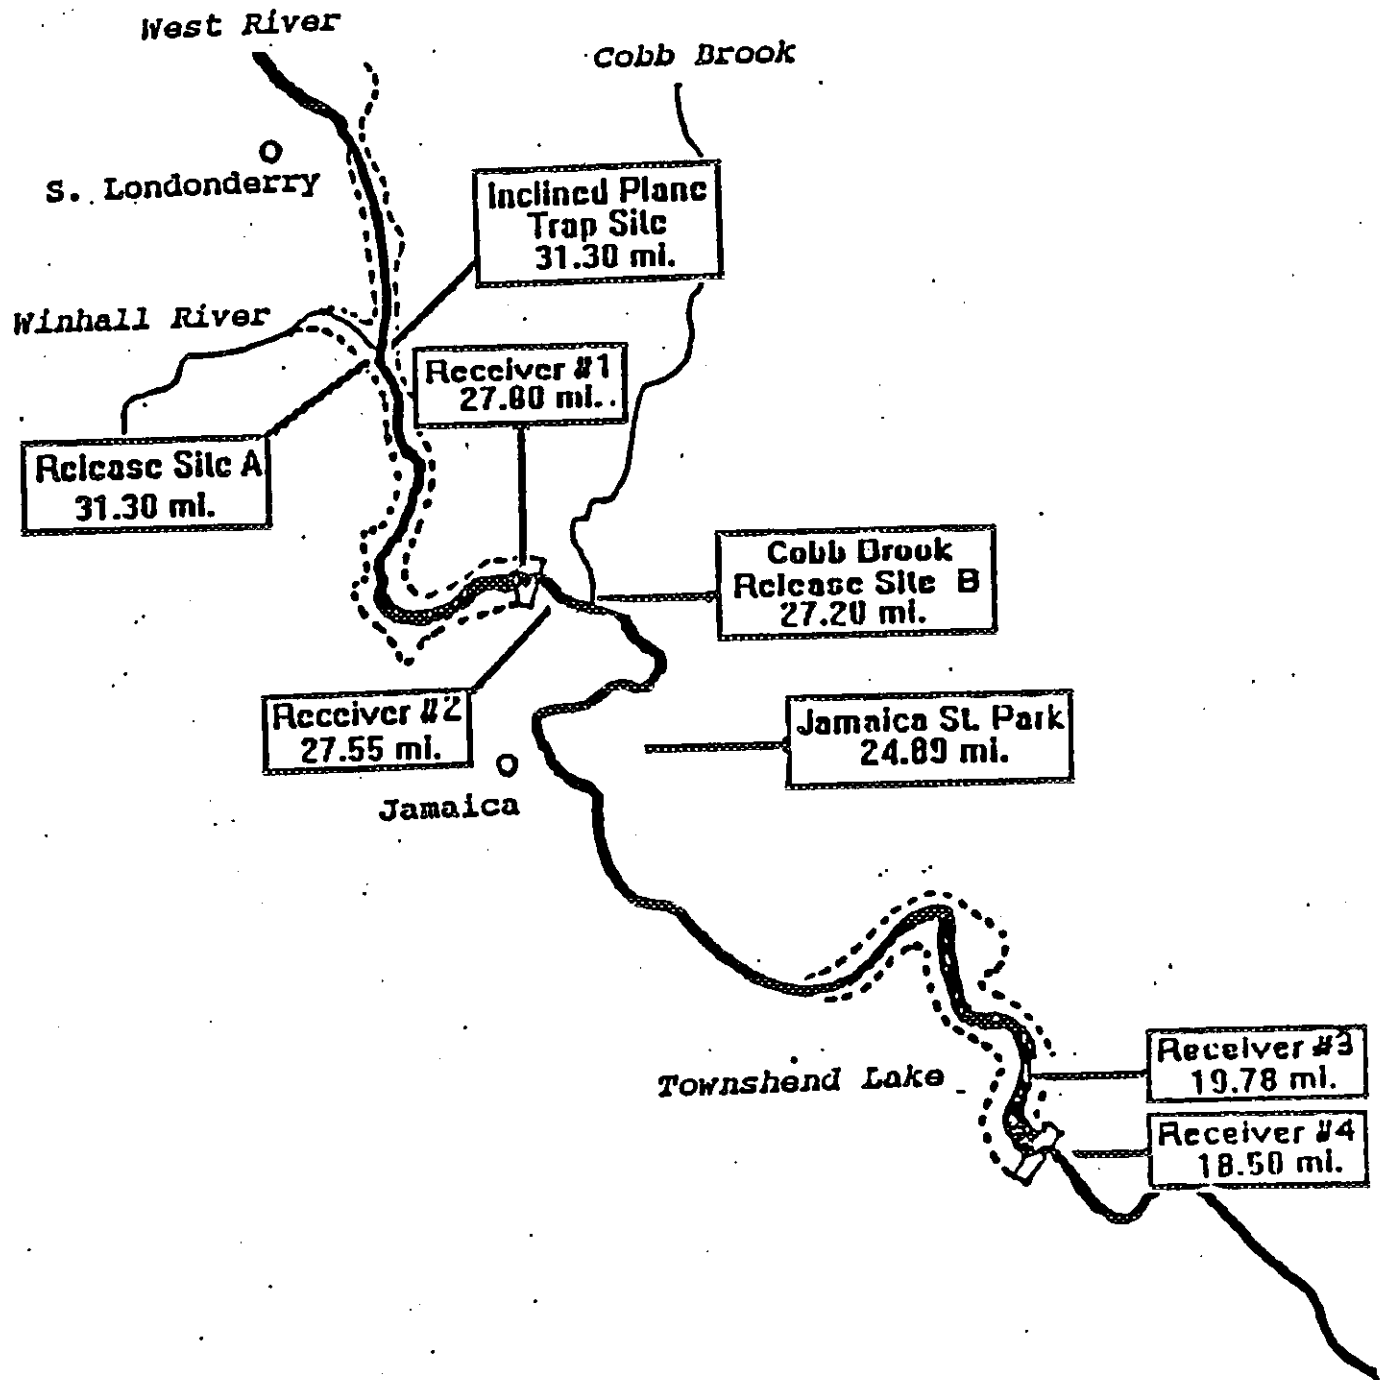 West River
Cobb Brook
S. Londonderry
Inclined Plane
Trap Site
31.30 mi.
Winhall River
Receiver #1
27.80 mi.
Release Site A
31.30 mi.
Cobb Brook
Release Site B
27.20 mi.
Receiver #2
27.55 mi.
Jamaica St. Park
24.89 mi.
Jamaica
Townshend Lake
Receiver #3
19.78 mi.
Receiver #4
18.50 mi.